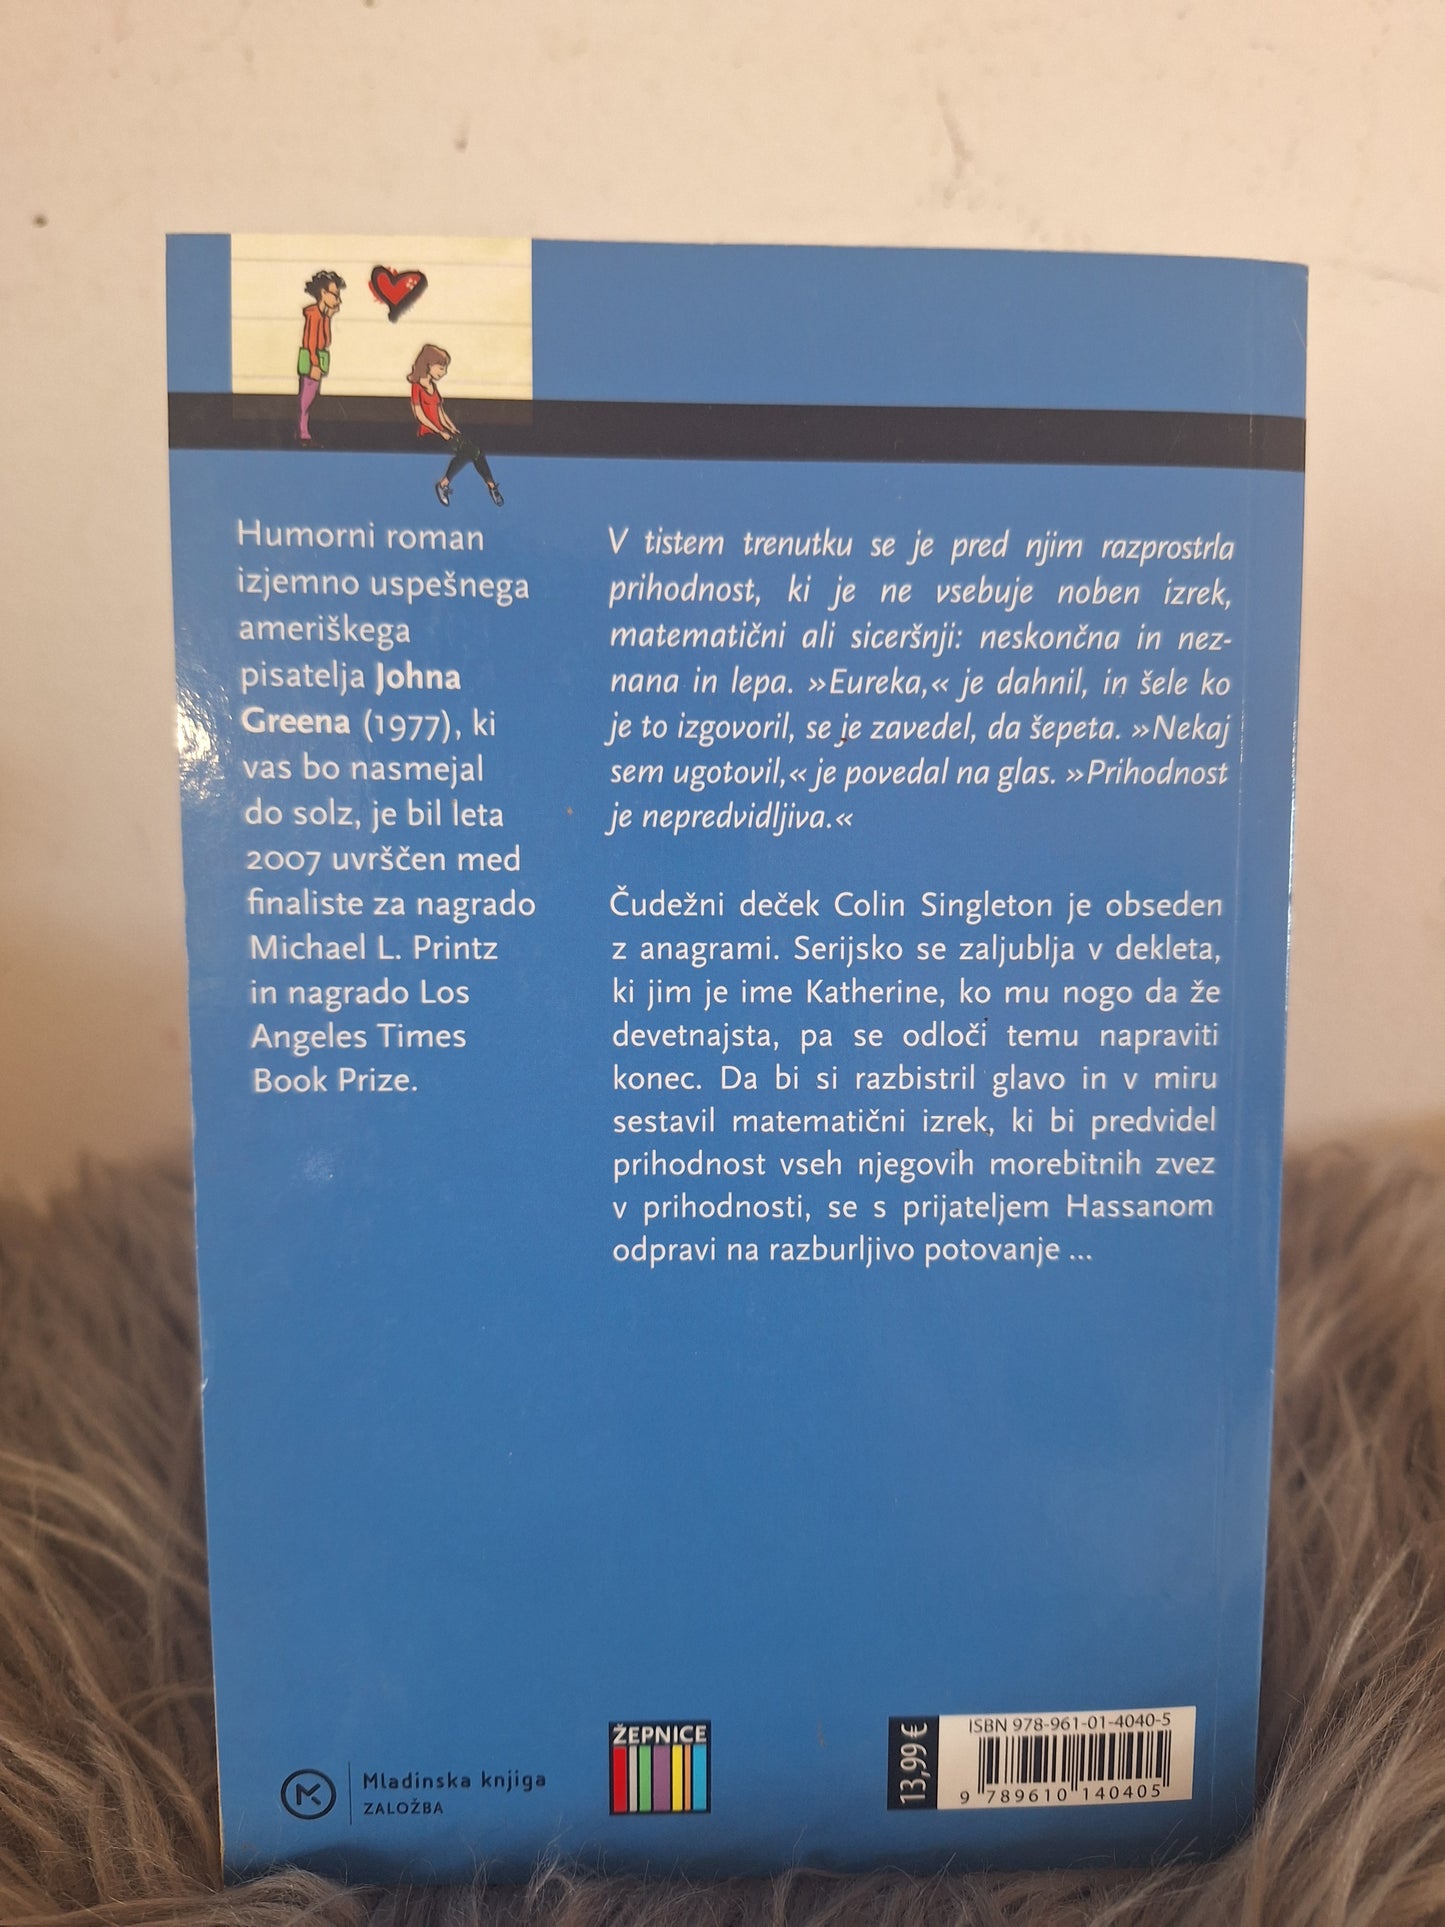 Humorni roman
izjemno uspešnega
ameriškega
pisatelja Johna
Greena (1977), ki
vas bo nasmejal
do solz, je bil leta
2007 uvrščen med
finaliste za nagrado
Michael L. Printz
in nagrado Los
Angeles Times
Book Prize.
V tistem trenutku se je pred njim razprostrla
prihodnost, ki je ne vsebuje noben izrek,
matematični ali siceršnji: neskončna in nez-
nana in lepa. »Eureka,« je dahnil, in šele ko
je to izgovoril, se je zavedel, da šepeta. »Nekaj
sem ugotovil,« je povedal na glas. »Prihodnost
je nepredvidljiva.«
Čudežni deček Colin Singleton je obseden
z anagrami. Serijsko se zaljublja v dekleta,
ki jim je ime Katherine, ko mu nogo da že
devetnajsta, pa se odloči temu napraviti
konec. Da bi si razbistril glavo in v miru
sestavil matematični izrek, ki bi predvidel
prihodnost vseh njegovih morebitnih zvez
v prihodnosti, se s prijateljem Hassanom
odpravi na razburljivo potovanje ...
Mladinska knjiga
ZALOŽBA
ŽEPNICE
13,99 €
ISBN 978-961-01-4040-5
9 789610 140405